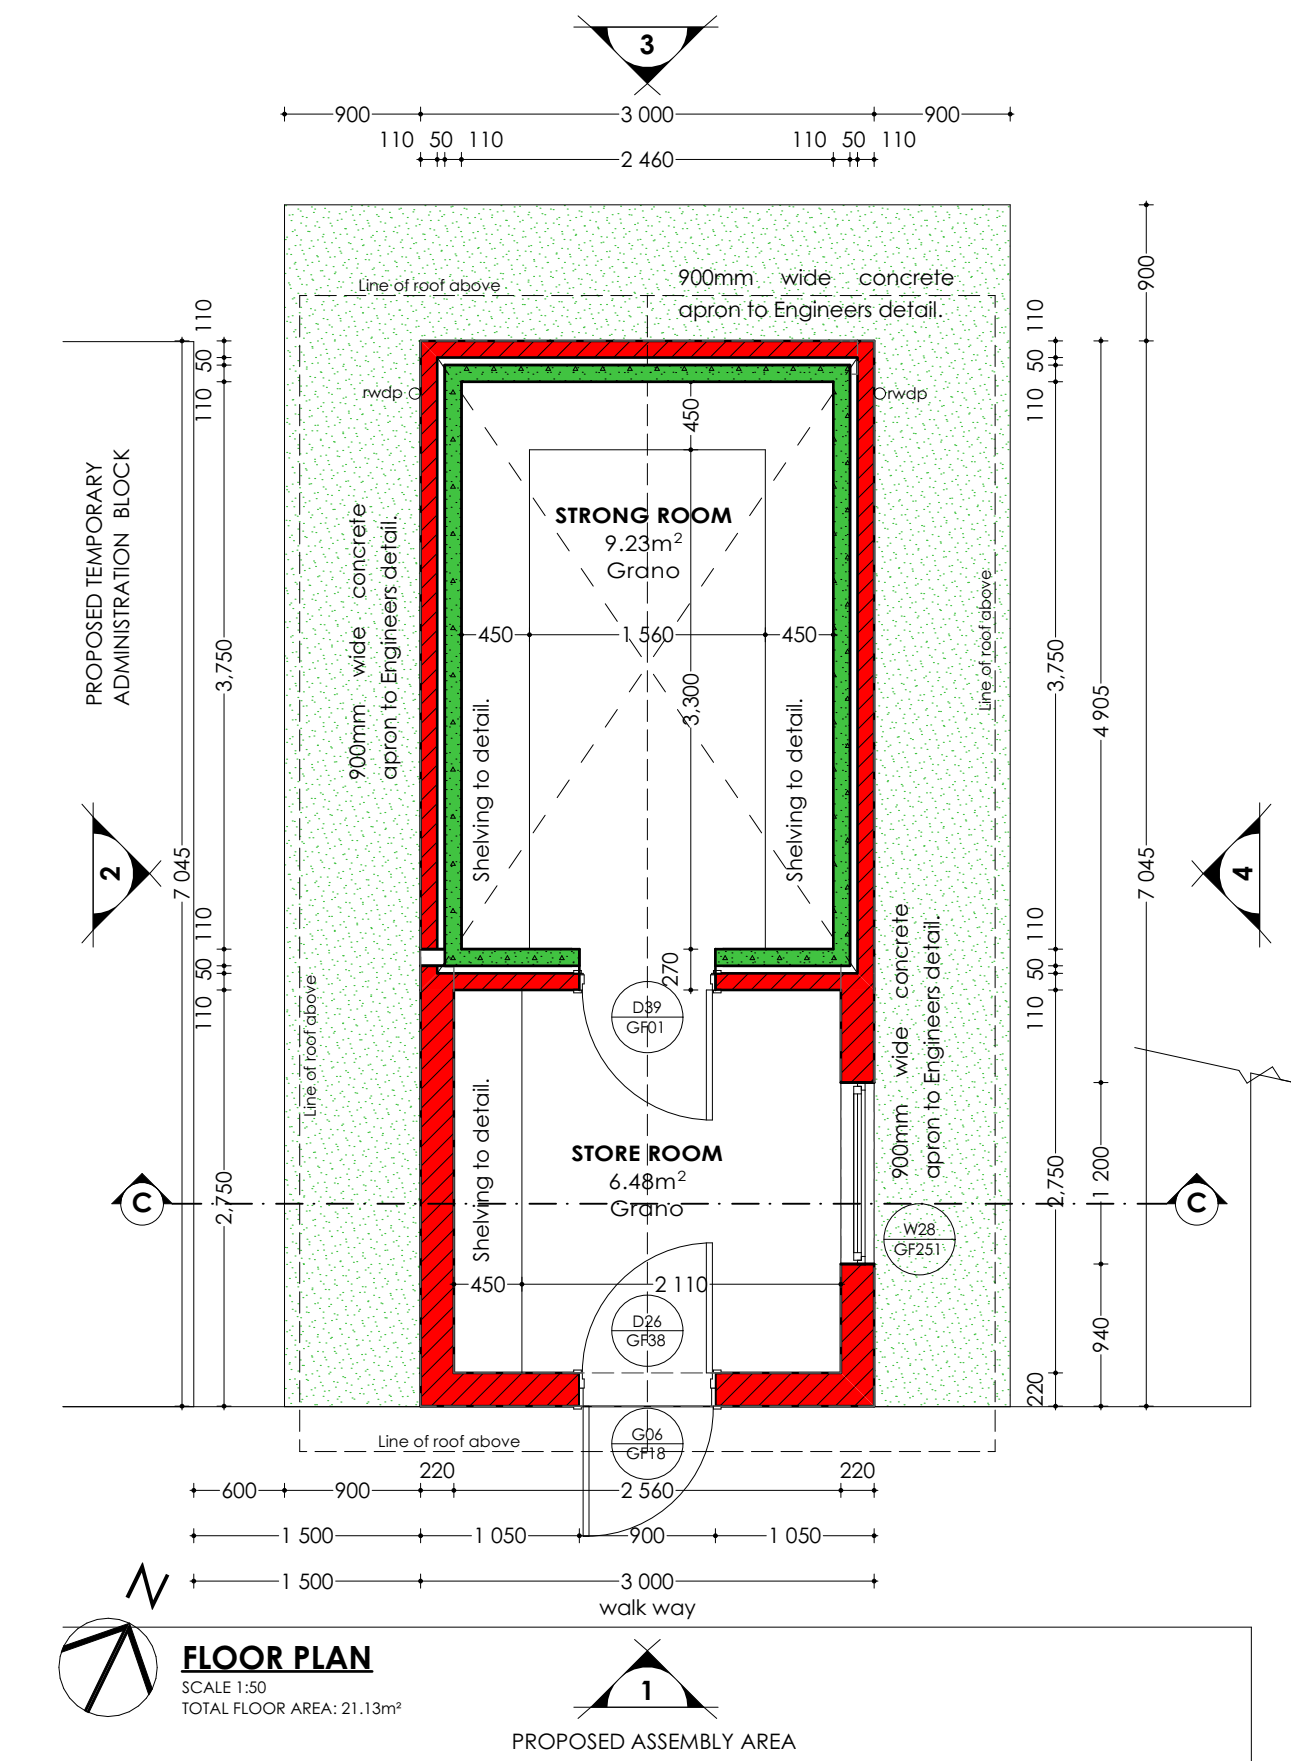 3
900
3 000
900
110 50 110
110 50 110
2 460
Line of roof above
900mm wide concrete
apron to Engineers detail.
900
110
50
110
110
50
110
rwdp
rwdp
450
PROPOSED TEMPORARY
ADMINISTRATION BLOCK
900mm wide concrete
apron to Engineers detail.
STRONG ROOM
9.23m²
Grano
450
1 560
450
3,300
Line of roof above
3,750
3,750
4 905
Shelving to detail.
Shelving to detail.
2
7 045
7 045
4
110
50
110
110
50
110
270
D39
GF01
900mm wide concrete
apron to Engineers detail.
Line of roof above
Shelving to detail.
STORE ROOM
6.48m²
Grano
C
2,750
2,750
1 200
C
W28
GF251
450
2 110
D26
GF38
940
220
G06
GF18
Line of roof above
220
220
600
900
2 560
1 500
1 050
900
1 050
1 500
3 000
walk way
N
FLOOR PLAN
SCALE 1:50
TOTAL FLOOR AREA: 21.13m²
1
PROPOSED ASSEMBLY AREA